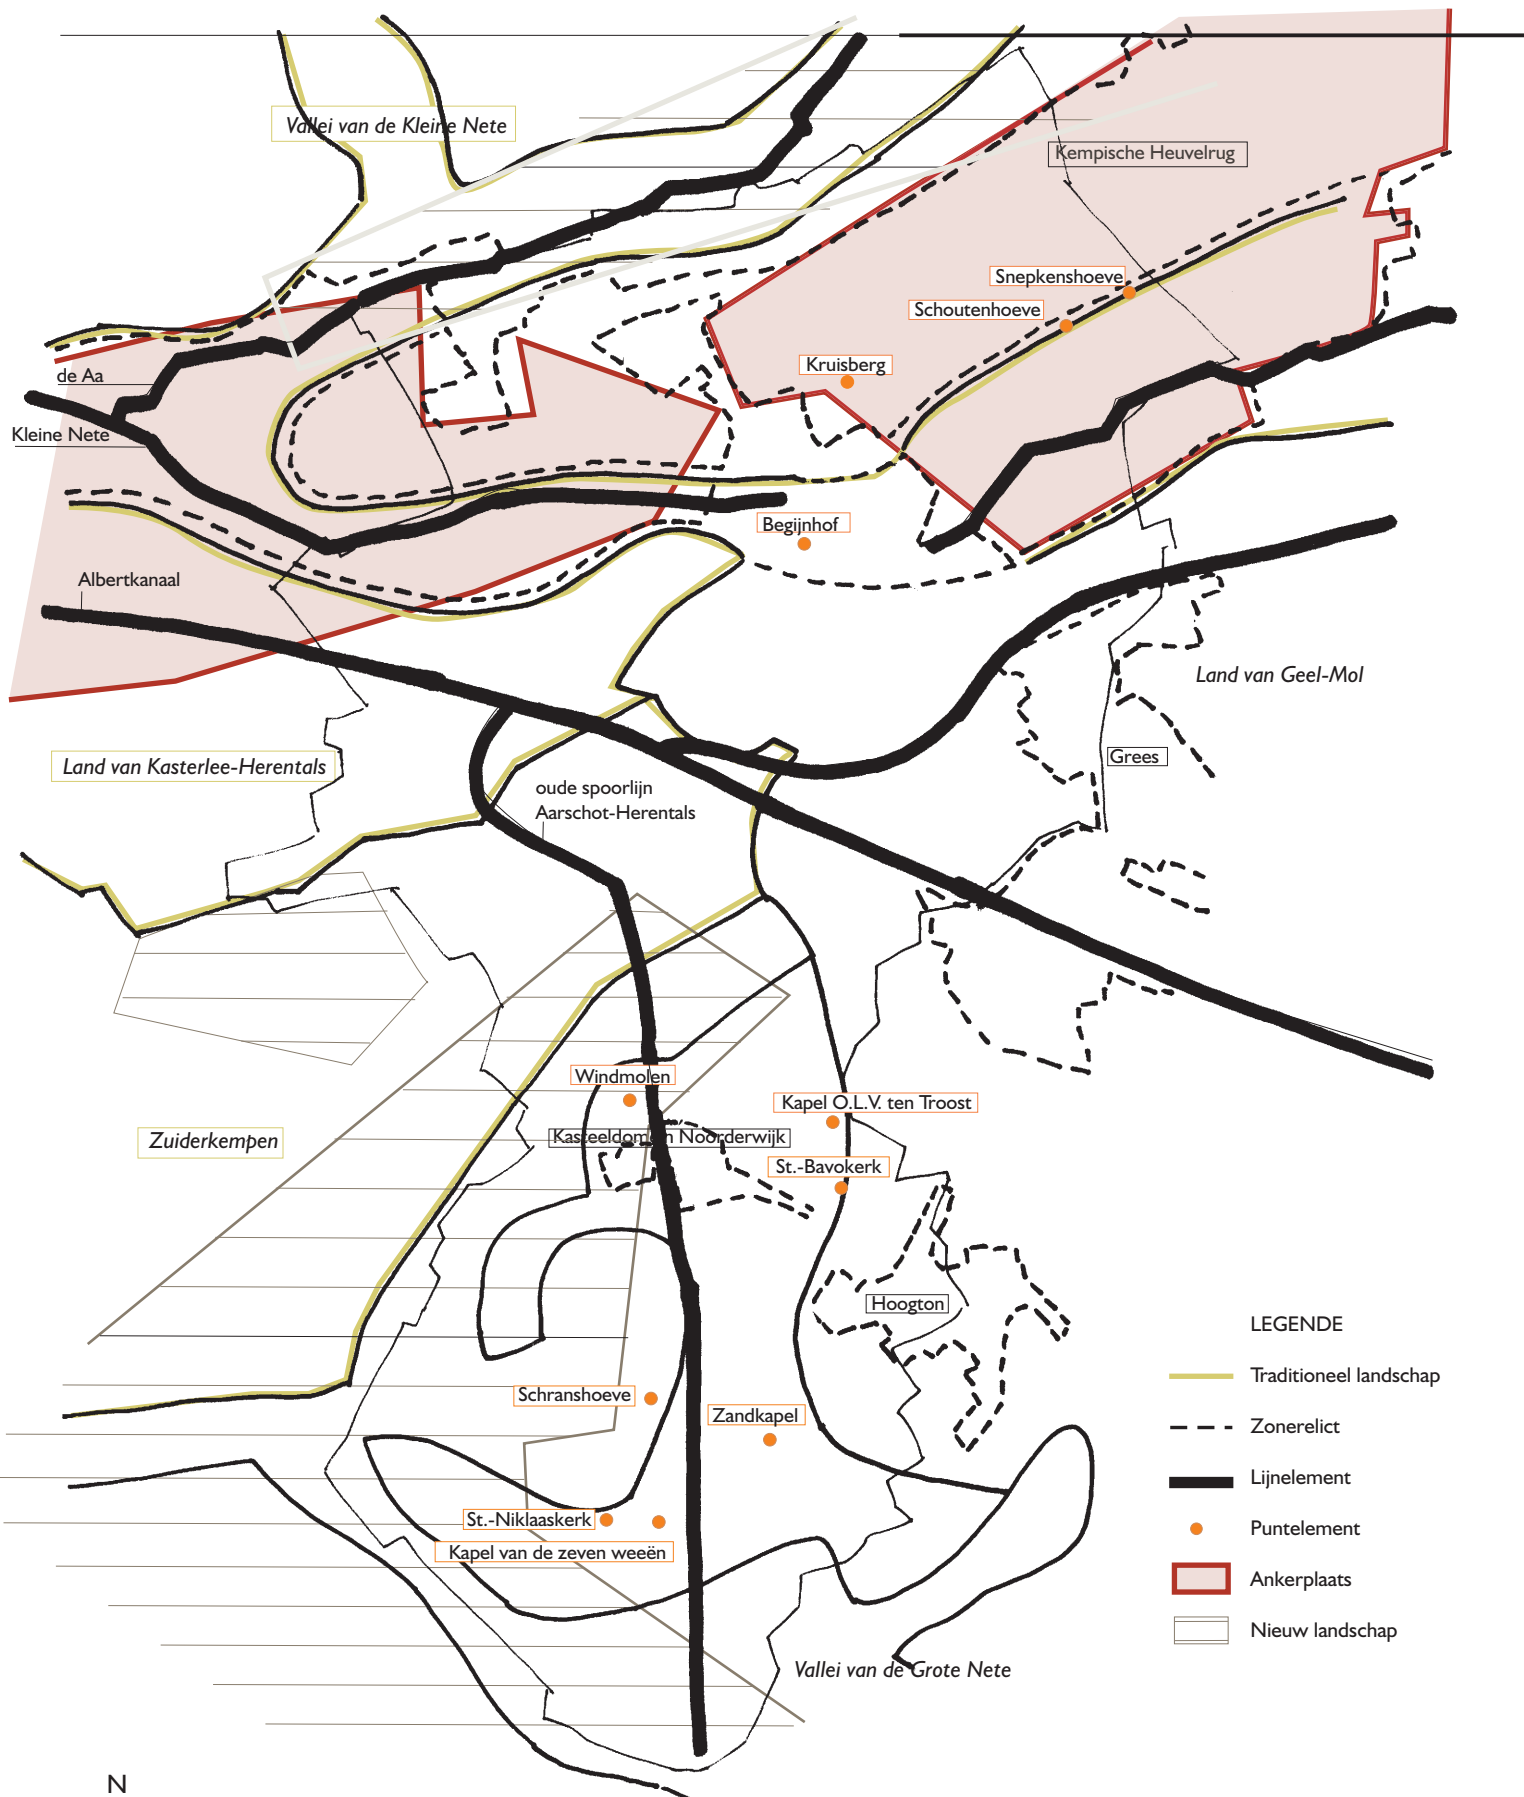 Vallei van de Kleine Nete
Kempische Heuvelrug
Snepkenshoeve
Schoutenhoeve
Kruisberg
de Aa
Kleine Nete
Begijnhof
Albertkanaal
Land van Geel-Mol
Grees
Land van Kasterlee-Herentals
oude spoorlijn
Aarschot-Herentals
Windmolen
Kapel O.L.V. ten Troost
Kasteeldomein Noorderwijk
Zuiderkempen
St.-Bavokerk
Hoogton
LEGENDE
Traditioneel landschap
Schranshoeve
Zandkapel
Zonerelict
Lijnelement
St.-Niklaaskerk
Puntelement
Kapel van de zeven weeën
Ankerplaats
Nieuw landschap
Vallei van de Grote Nete
N